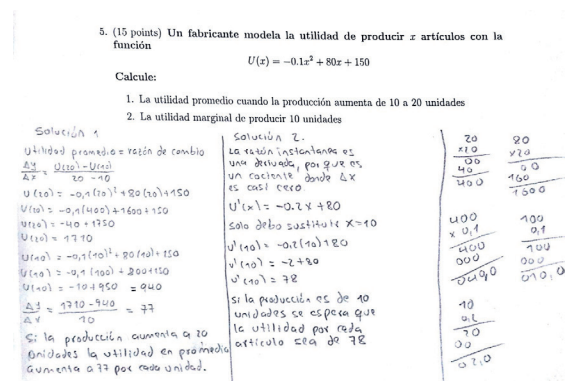 5. (15 points) Un fabricante modela la utilidad de producir x artículos con la
función
U(x) = −0.1x² + 80x + 150
Calcule:
1. La utilidad promedio cuando la producción aumenta de 10 a 20 unidades
2. La utilidad marginal de producir 10 unidades
Solución 1
Utilidad promedio = razón de cambio
Δy/Δx = U(20) - U(10) / 20 - 10
U(20) = -0,1(20)² + 80(20) + 150
U(20) = -0,1(400) + 1600 + 150
U(20) = -40 + 1750
U(20) = 1710
U(10) = -0,1(10)² + 80(10) + 150
U(10) = -0,1(100) + 800 + 150
U(10) = -10 + 950 = 940
Δy/Δx = 1710 - 940 / 10 = 77
Si la producción aumenta a 20
unidades la utilidad en promedio
aumenta a 77 por cada unidad.
Solución 2.
La razón instantanea es
una derivada, por que es
un cociente donde Δx
es casi cero.
U'(x) = -0.2x + 80
solo debo sustituir x=10
U'(10) = -0,2(10)+80
U'(10) = -2+80
U'(10) = 78
Si la producción es de 10
unidades se espera que
la utilidad por cada
artículo sea de 78
20
x20
00
40
400
80
x20
00
160
1600
400
x 0,1
400
000
040,0
100
0,1
100
000
010,0
10
0,2
20
00
02,0